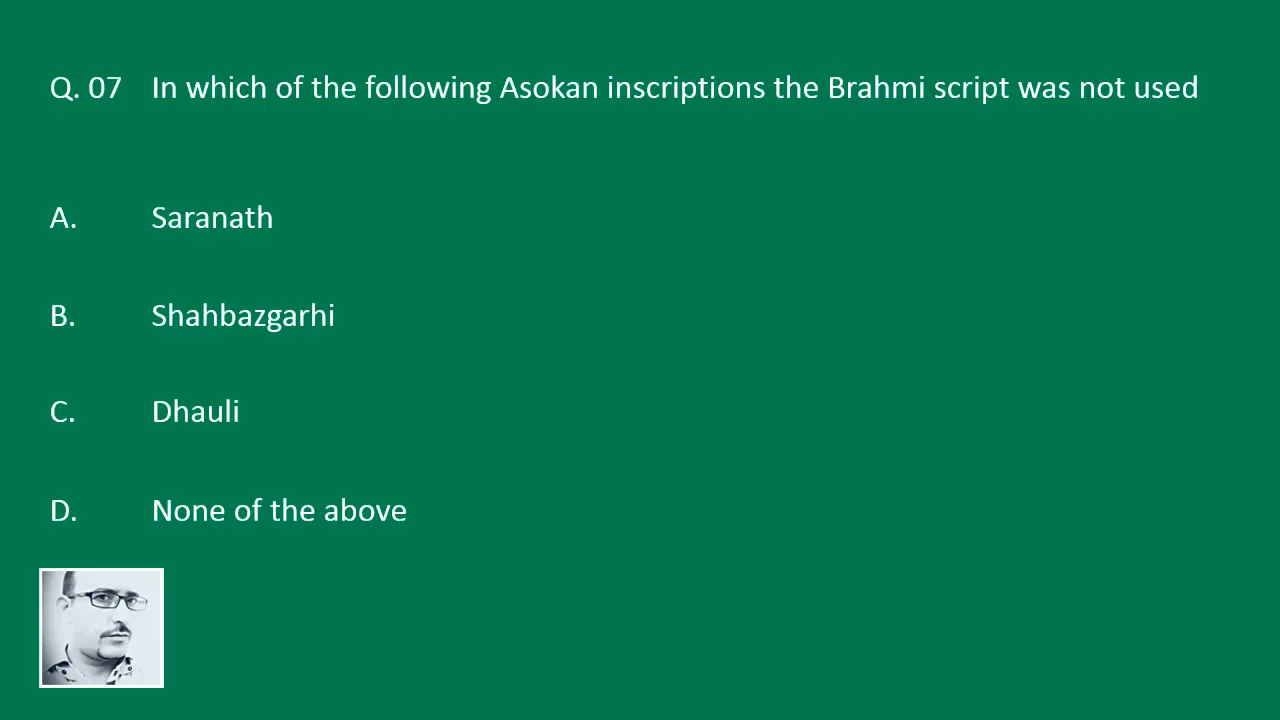 Q. 07 In which of the following Asokan inscriptions the Brahmi script was not used
A. Saranath
B. Shahbazgarhi
C. Dhauli
D. None of the above